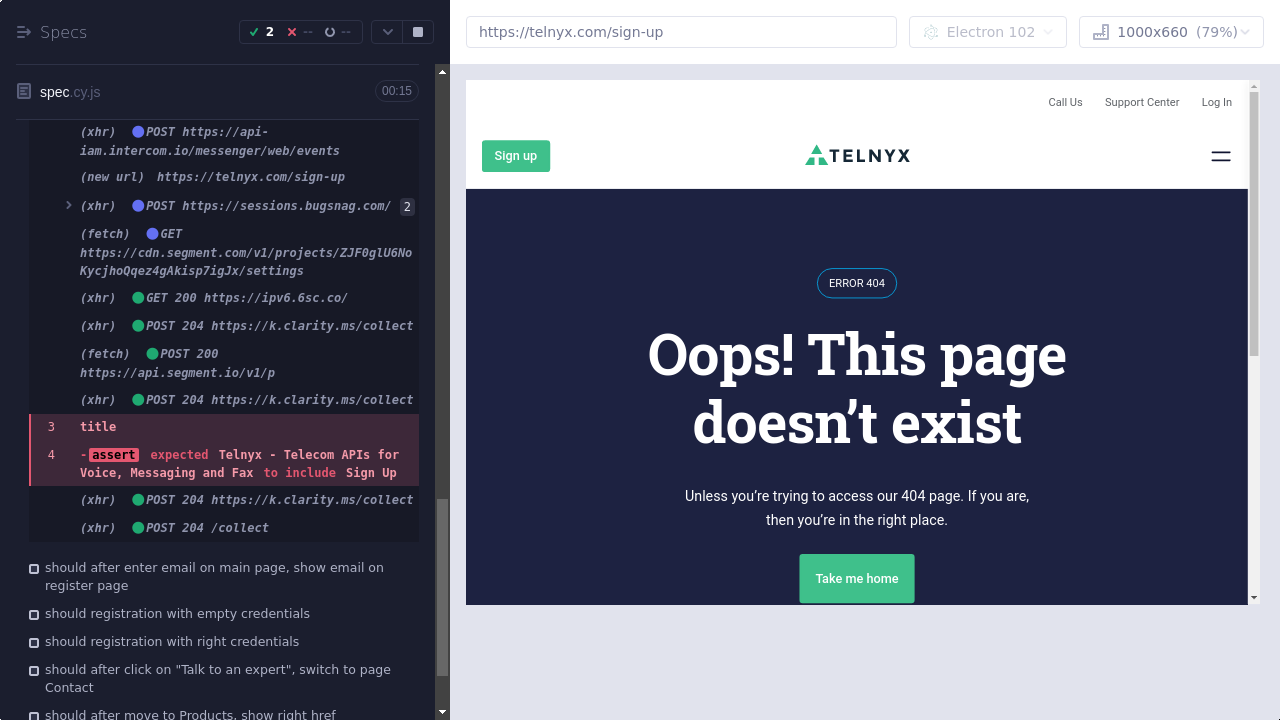 Specs
2 -- --
spec.cy.js
00:15
(xhr) POST https://api-
iam.intercom.io/messenger/web/events
(new url) https://telnyx.com/sign-up
(xhr) POST https://sessions.bugsnag.com/ 2
(fetch) GET
https://cdn.segment.com/v1/projects/ZJF0glU6No
KycjhoQqez4gAkisp7igJx/settings
(xhr) GET 200 https://ipv6.6sc.co/
(xhr) POST 204 https://k.clarity.ms/collect
(fetch) POST 200
https://api.segment.io/v1/p
(xhr) POST 204 https://k.clarity.ms/collect
3 title
4 -assert expected Telnyx - Telecom APIs for
Voice, Messaging and Fax to include Sign Up
(xhr) POST 204 https://k.clarity.ms/collect
(xhr) POST 204 /collect
should after enter email on main page, show email on
register page
should registration with empty credentials
should registration with right credentials
should after click on "Talk to an expert", switch to page
Contact
should after move to Products, show right href
https://telnyx.com/sign-up
Electron 102
1000x660 (79%)
Call Us Support Center Log In
Sign up
TELNYX
ERROR 404
Oops! This page
doesn’t exist
Unless you’re trying to access our 404 page. If you are,
then you’re in the right place.
Take me home